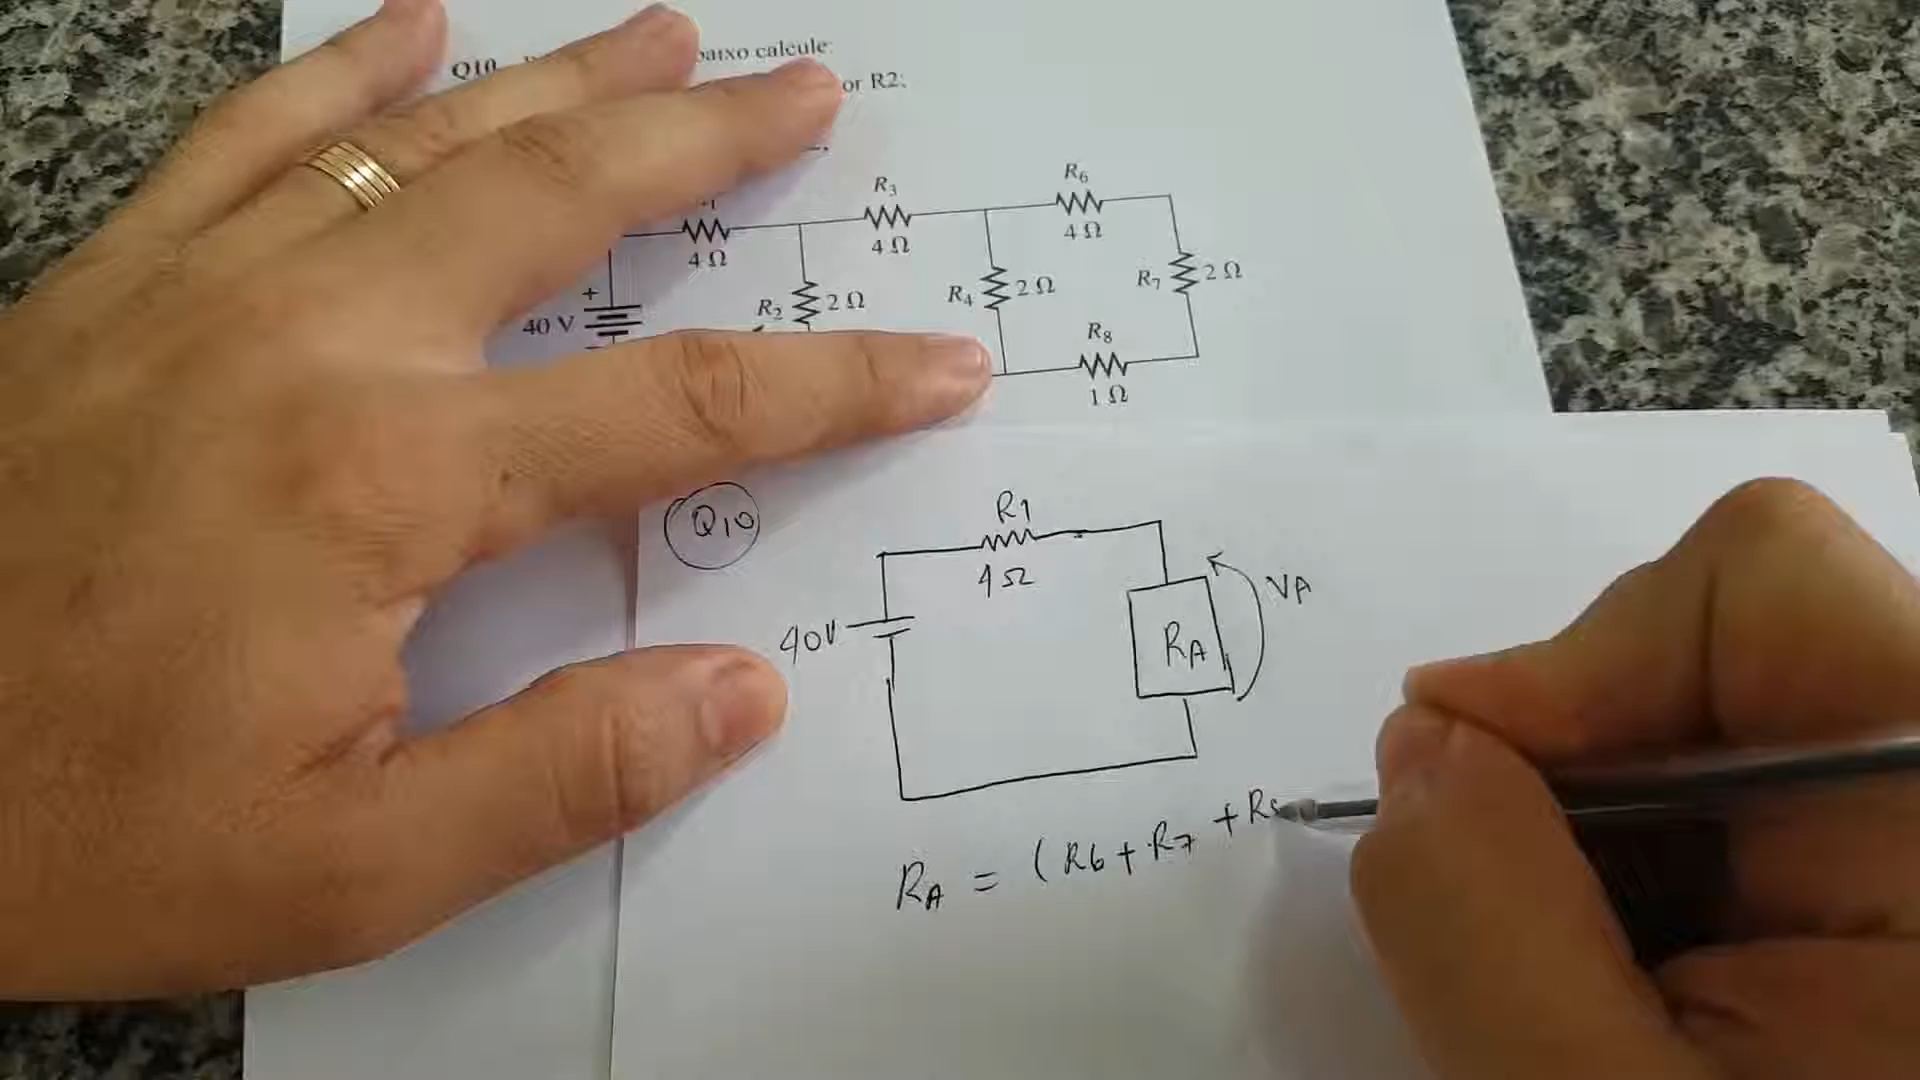 Q10 baixo calcule:
or R2;
R3
R6
4 Ω
4 Ω
4 Ω
+
40 V
R2
2 Ω
R4
2 Ω
R7
2 Ω
R8
1 Ω
Q10
R1
4Ω
40V
RA
VA
RA = (R6 + R7 + R8